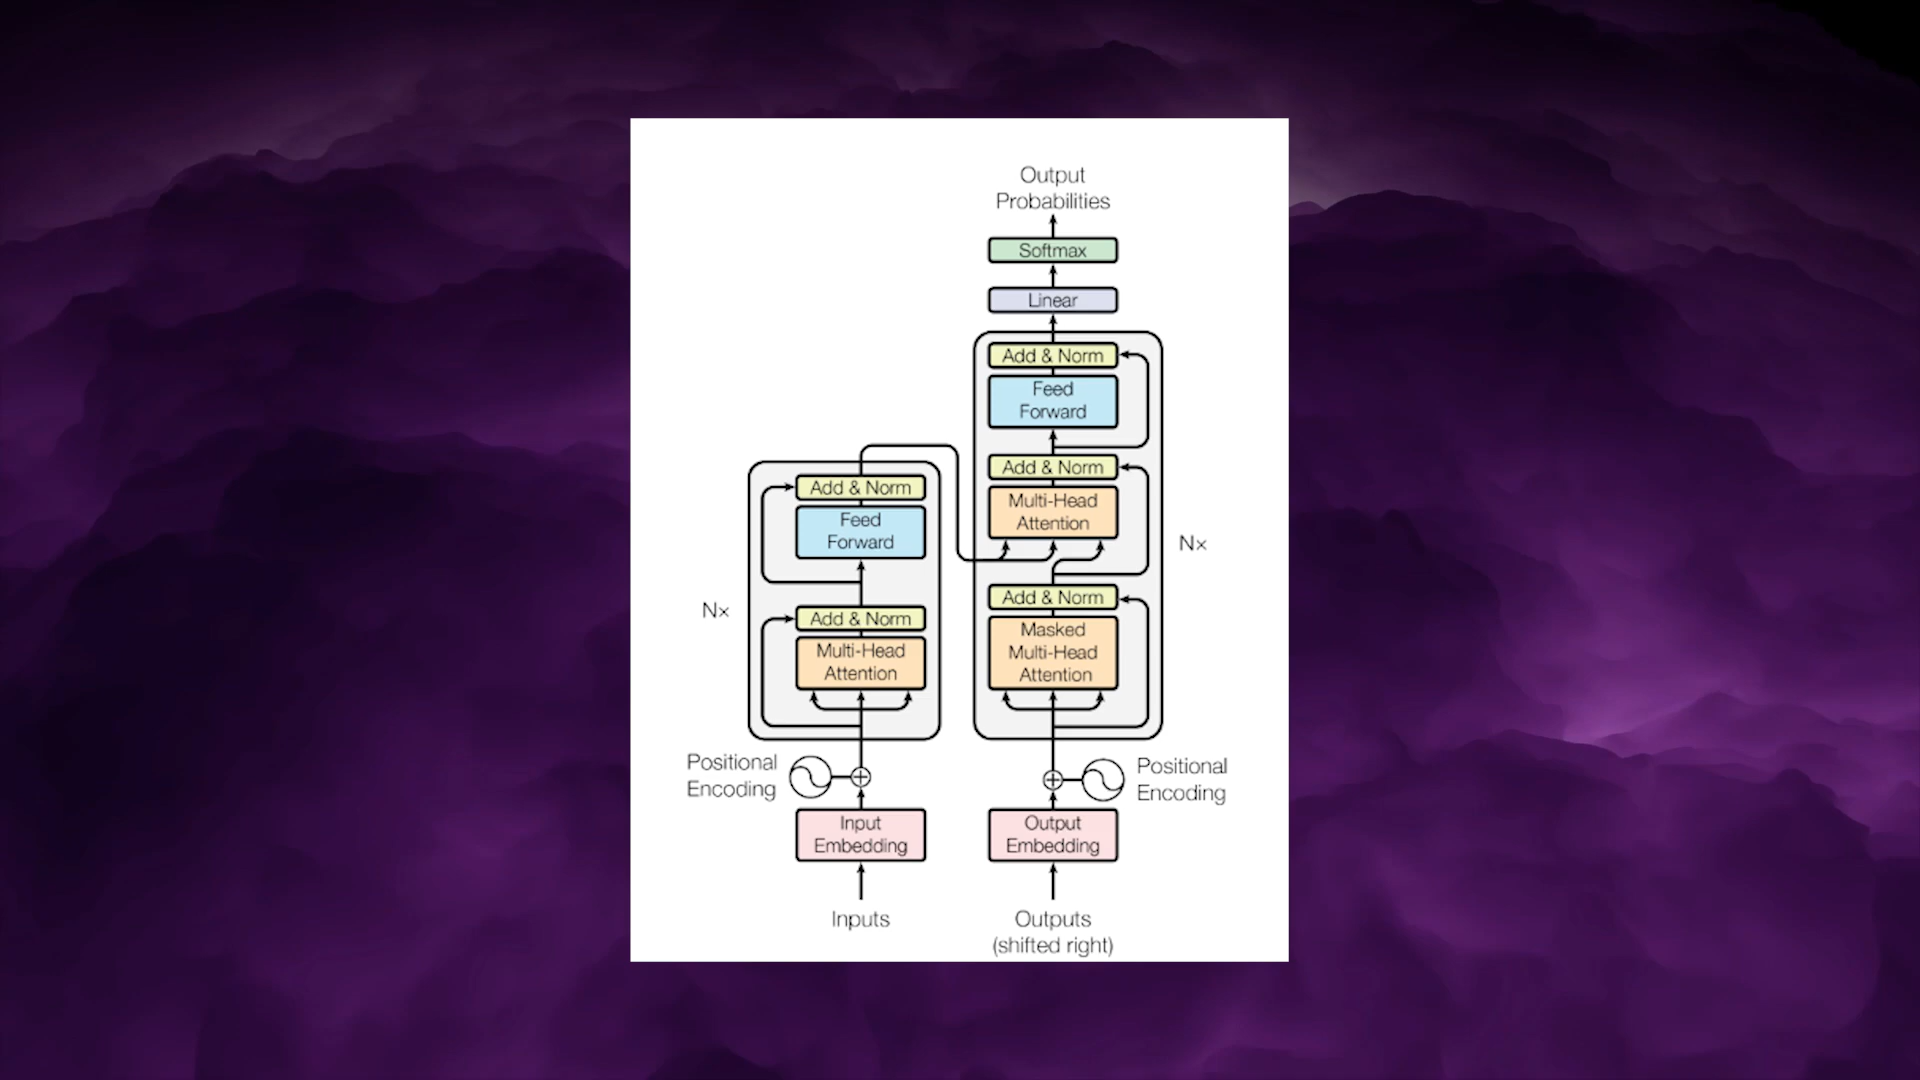 Output
Probabilities
Softmax
Linear
Add & Norm
Feed
Forward
Add & Norm
Multi-Head
Attention
Nx
Add & Norm
Masked
Multi-Head
Attention
Add & Norm
Feed
Forward
Nx
Add & Norm
Multi-Head
Attention
Positional
Encoding
Positional
Encoding
Input
Embedding
Output
Embedding
Inputs
Outputs
(shifted right)